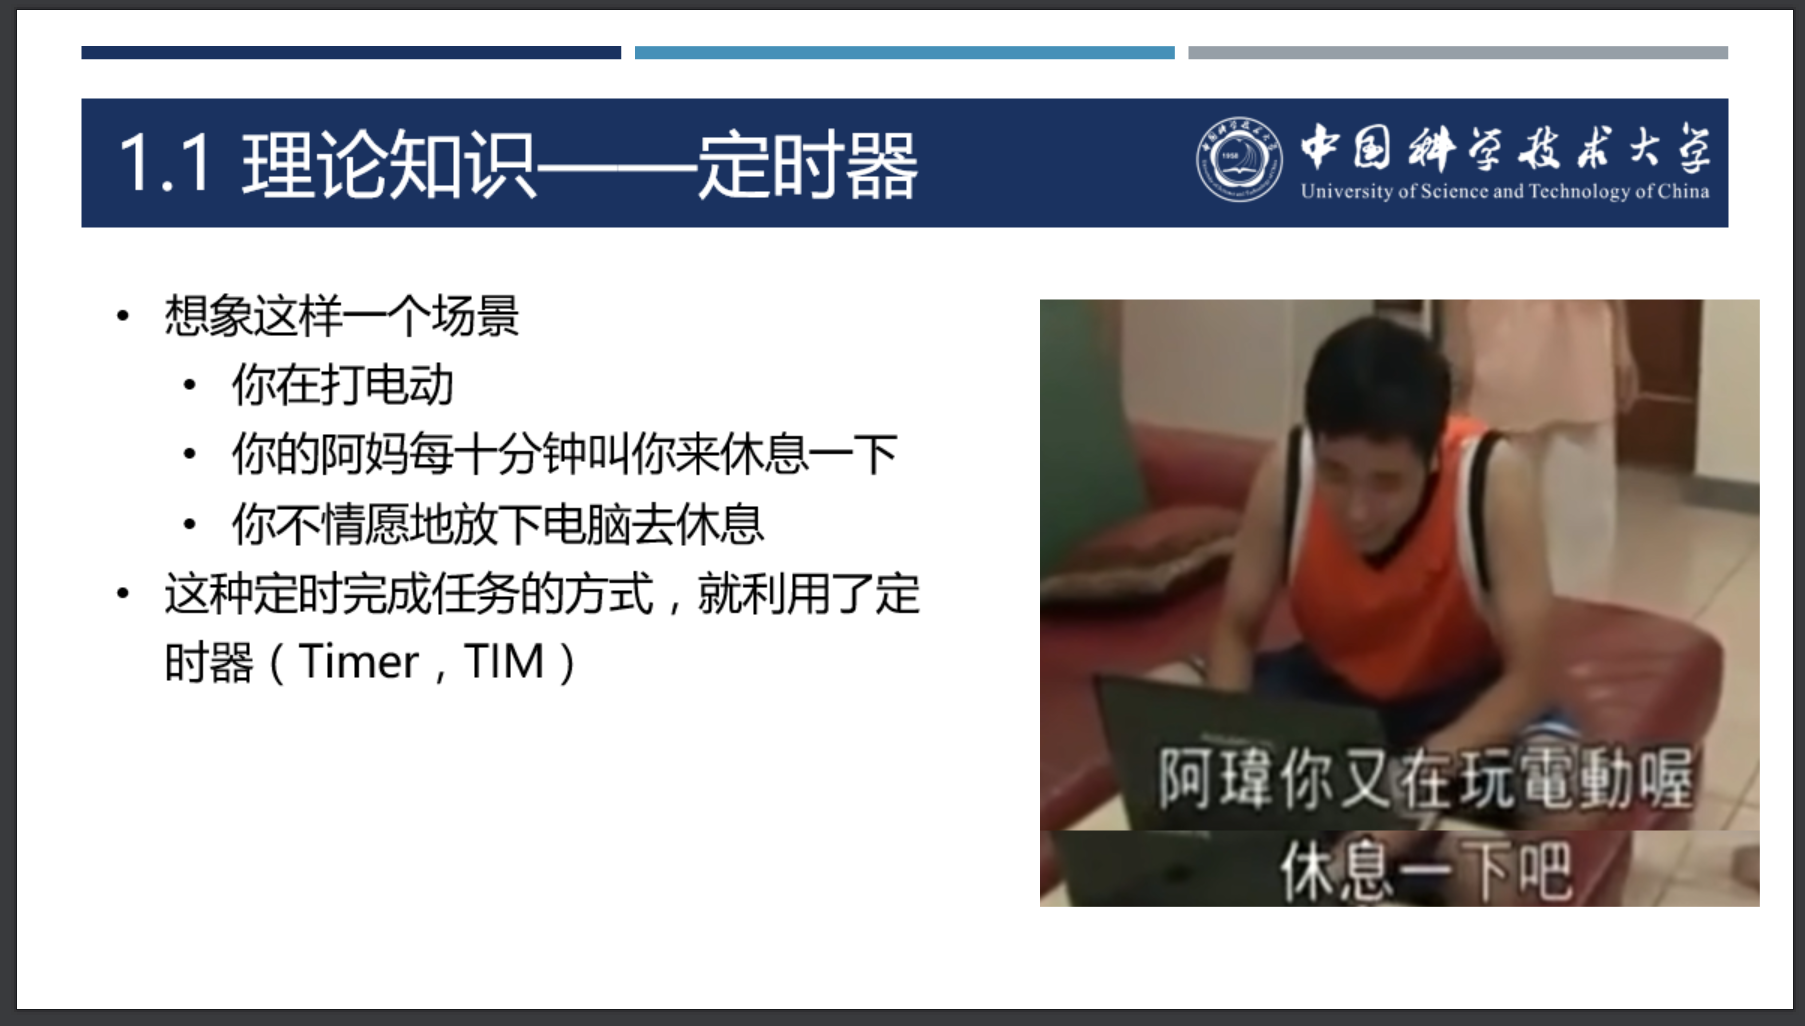 1.1 理论知识——定时器
中国科学技术大学
University of Science and Technology of China
1958
• 想象这样一个场景
• 你在打电动
• 你的阿妈每十分钟叫你来休息一下
• 你不情愿地放下电脑去休息
• 这种定时完成任务的方式，就利用了定
时器（Timer，TIM）
阿瑋你又在玩電動喔
休息一下吧